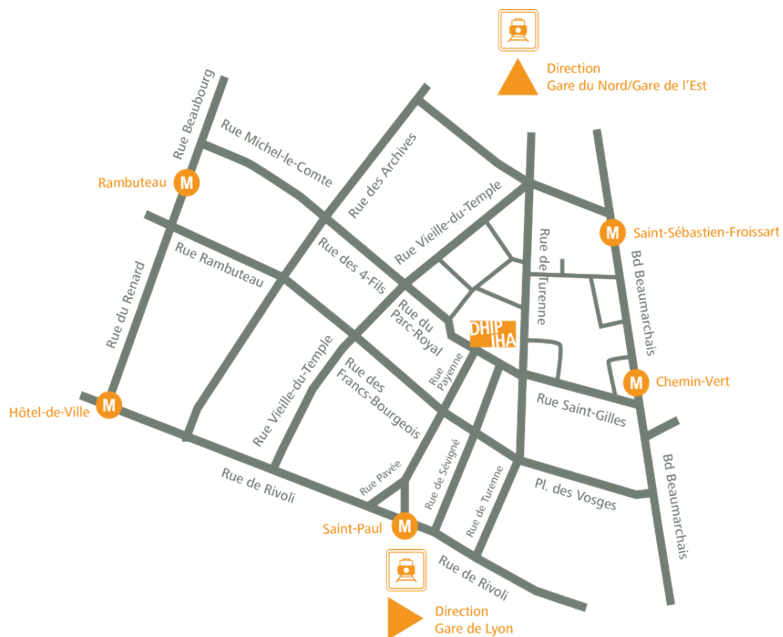 Direction
Gare du Nord/Gare de l'Est
Rue Beaubourg
Rue Michel-le-Comte
Rue des Archives
Rambuteau
M
Rue Vieille-du-Temple
M
Saint-Sébastien-Froissart
Rue Rambuteau
Rue des 4-Fils
Rue de Turenne
Bd Beaumarchais
Rue du Renard
Rue du
Parc-Royal
DHIP
IHA
Rue Vieille-du-Temple
Rue des
Francs-Bourgeois
Rue
Payenne
M
Chemin-Vert
Hôtel-de-Ville
M
Rue Saint-Gilles
Rue de Rivoli
Rue Pavée
Rue de Sévigné
Rue de Turenne
Pl. des Vosges
Bd Beaumarchais
Saint-Paul
M
Rue de Rivoli
Direction
Gare de Lyon